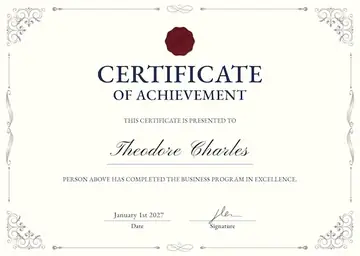 CERTIFICATE
OF ACHIEVEMENT
THIS CERTIFICATE IS PRESENTED TO
Theodore Charles
PERSON ABOVE HAS COMPLETED THE BUSINESS PROGRAM IN EXCELLENCE.
January 1st 2027
Date
Signature